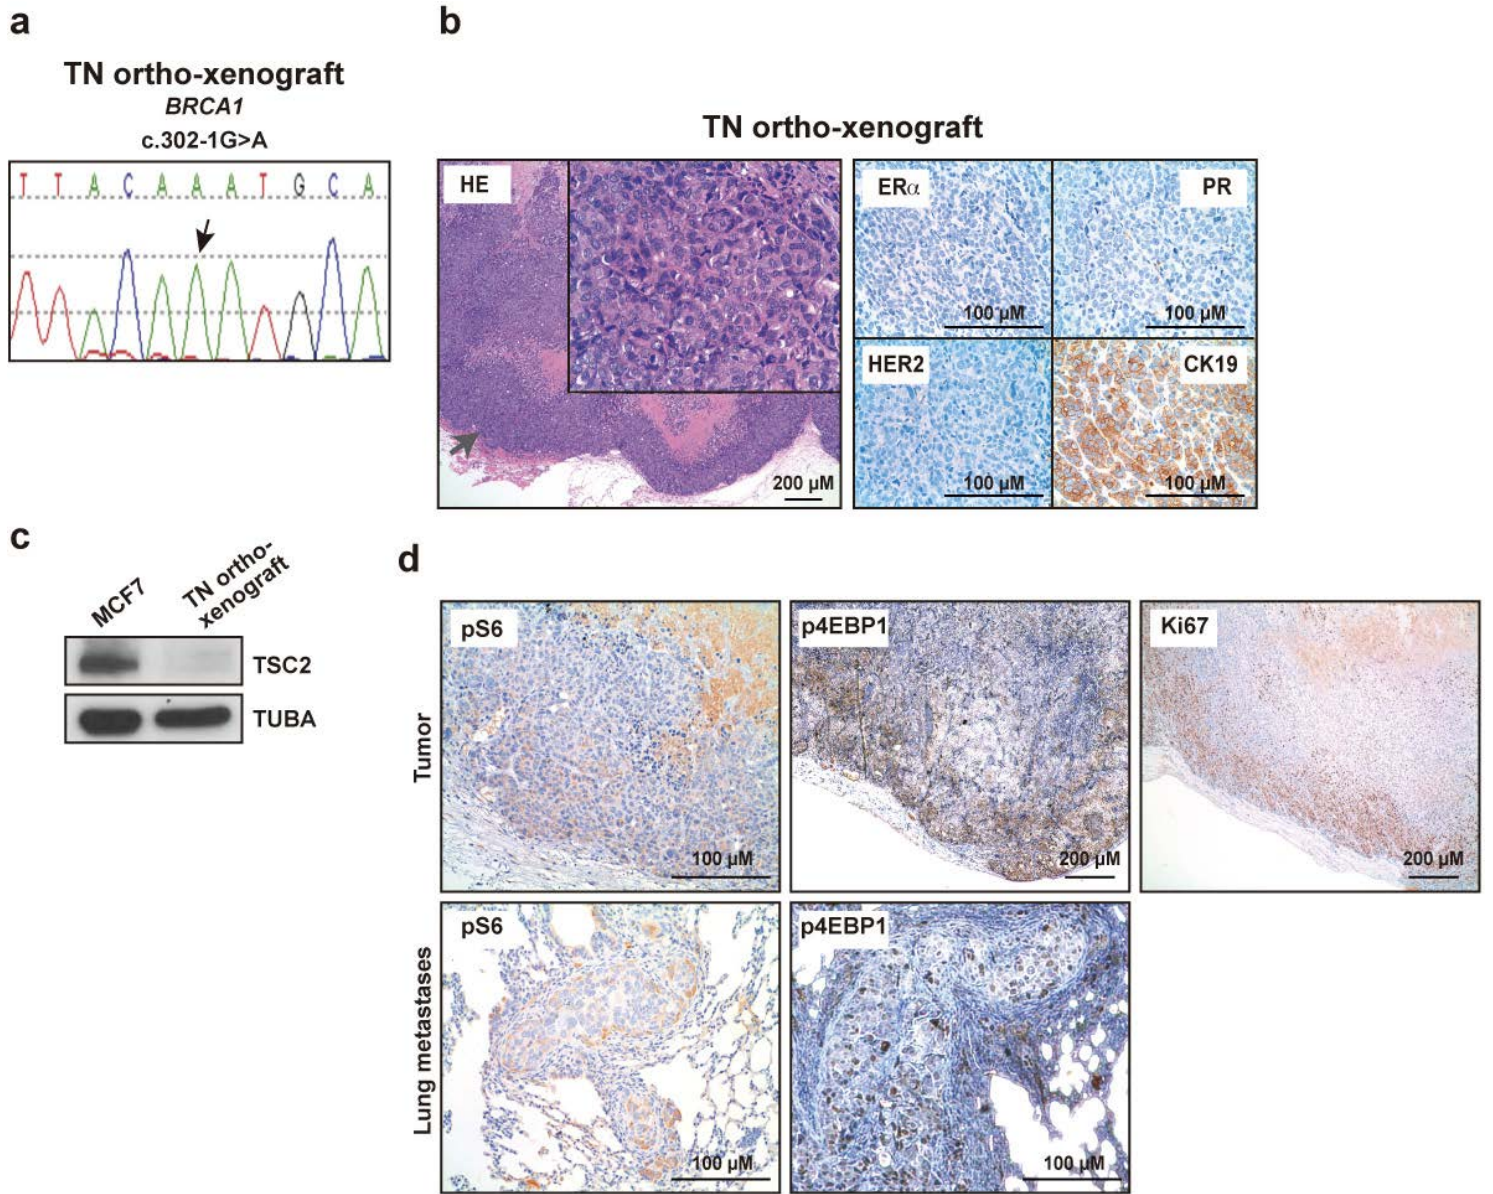 a
TN ortho-xenograft
BRCA1
c.302-1G>A
T T A C A A A T G C A
b
TN ortho-xenograft
HE
200 µM
ERα
100 µM
PR
100 µM
HER2
100 µM
CK19
100 µM
c
MCF7
TN ortho-
xenograft
TSC2
TUBA
d
Tumor
pS6
100 µM
p4EBP1
200 µM
Ki67
200 µM
Lung metastases
pS6
100 µM
p4EBP1
100 µM